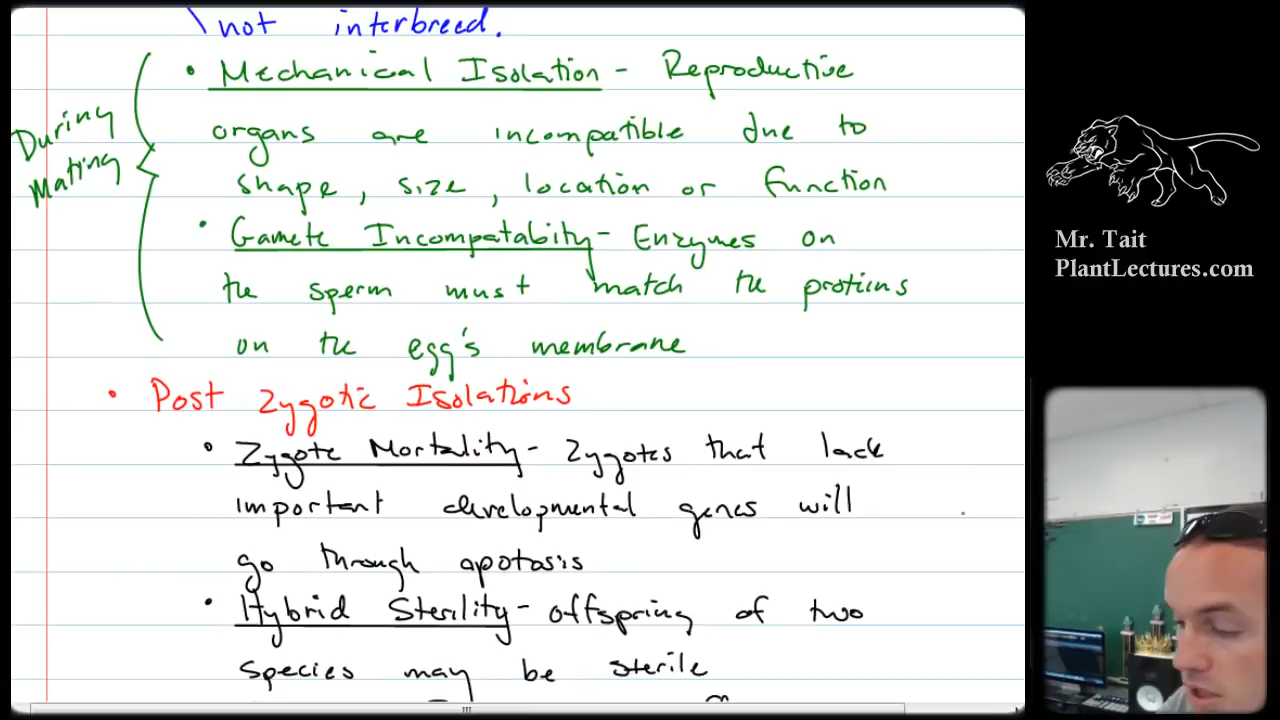 not interbreed.
• Mechanical Isolation - Reproductive
organs are incompatible due to
shape, size, location or function
• Gamete Incompatability - Enzymes on
the sperm must match the proteins
on the egg's membrane
During
Mating
• Post Zygotic Isolations
• Zygote Mortality - Zygotes that lack
important developmental genes will
go through apotasis
• Hybrid Sterility - offspring of two
species may be sterile
Mr. Tait
PlantLectures.com